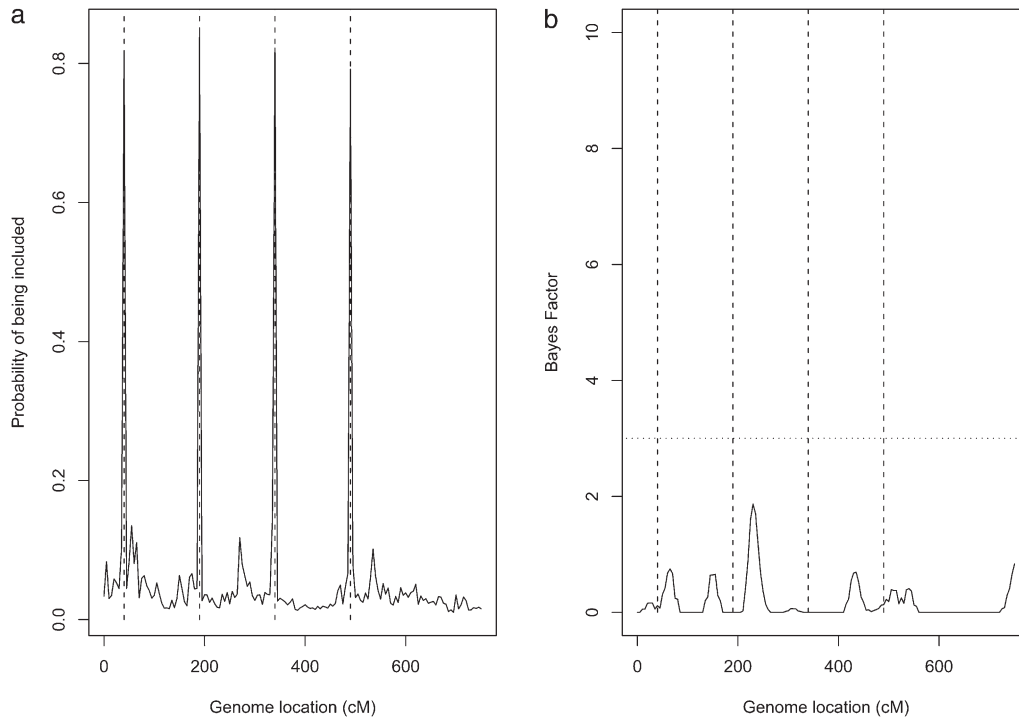 a
0.8
0.6
0.4
0.2
0.0
Probability of being included
0 200 400 600
Genome location (cM)
b
10
8
6
4
2
0
Bayes Factor
0 200 400 600
Genome location (cM)